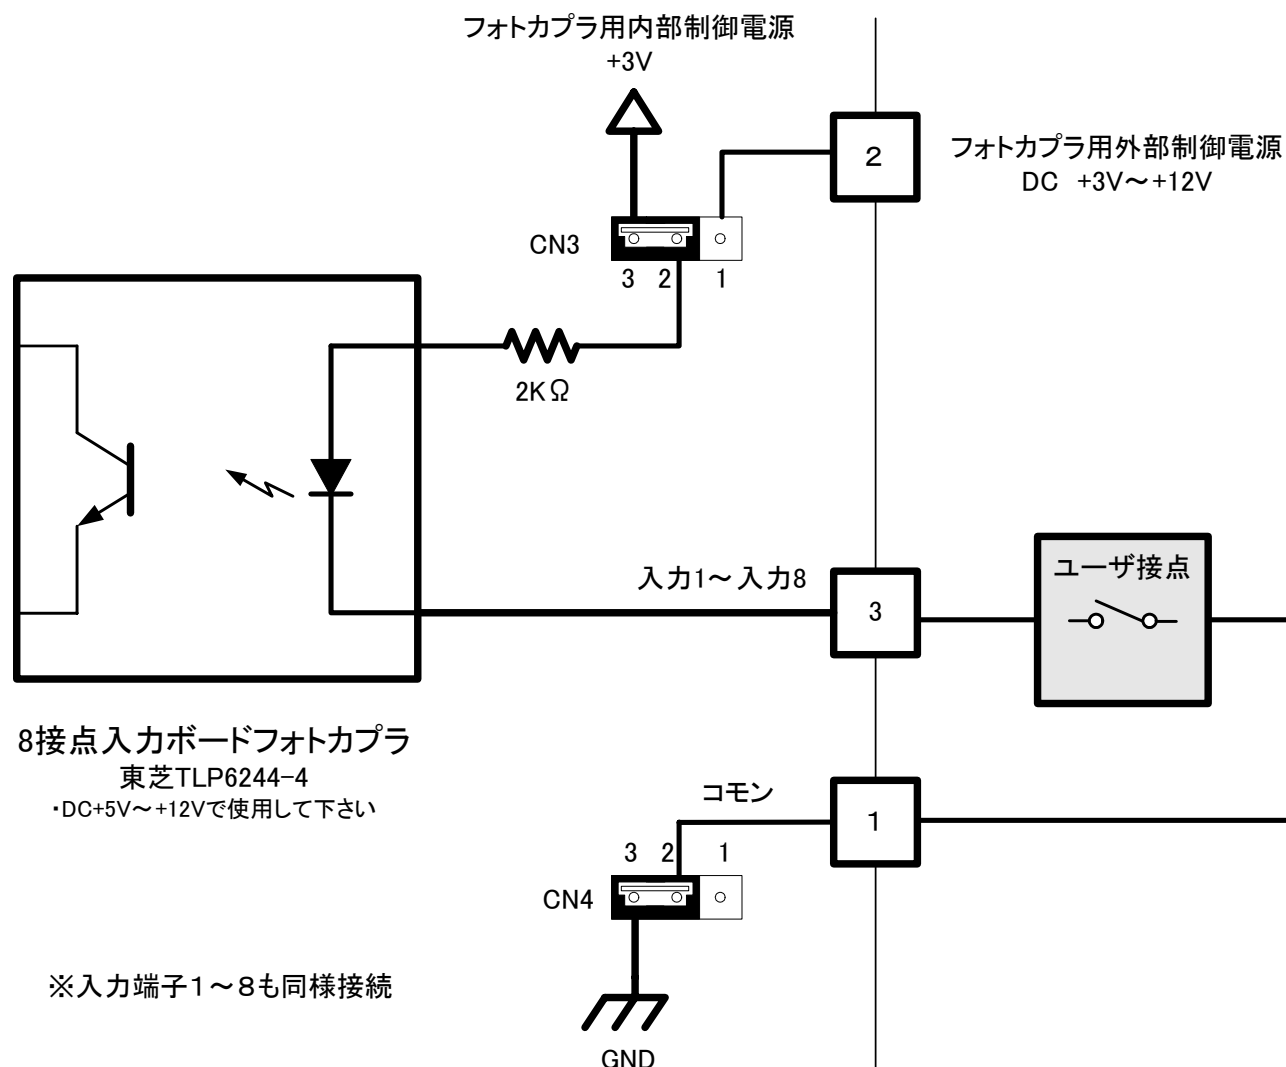 フォトカプラ用内部制御電源
+3V
2
フォトカプラ用外部制御電源
DC +3V～+12V
CN3
3 2 1
2KΩ
ユーザ接点
入力1～入力8
3
8接点入力ボードフォトカプラ
東芝TLP6244-4
・DC+5V～+12Vで使用して下さい
コモン
1
3 2 1
CN4
※入力端子１～８も同様接続
GND